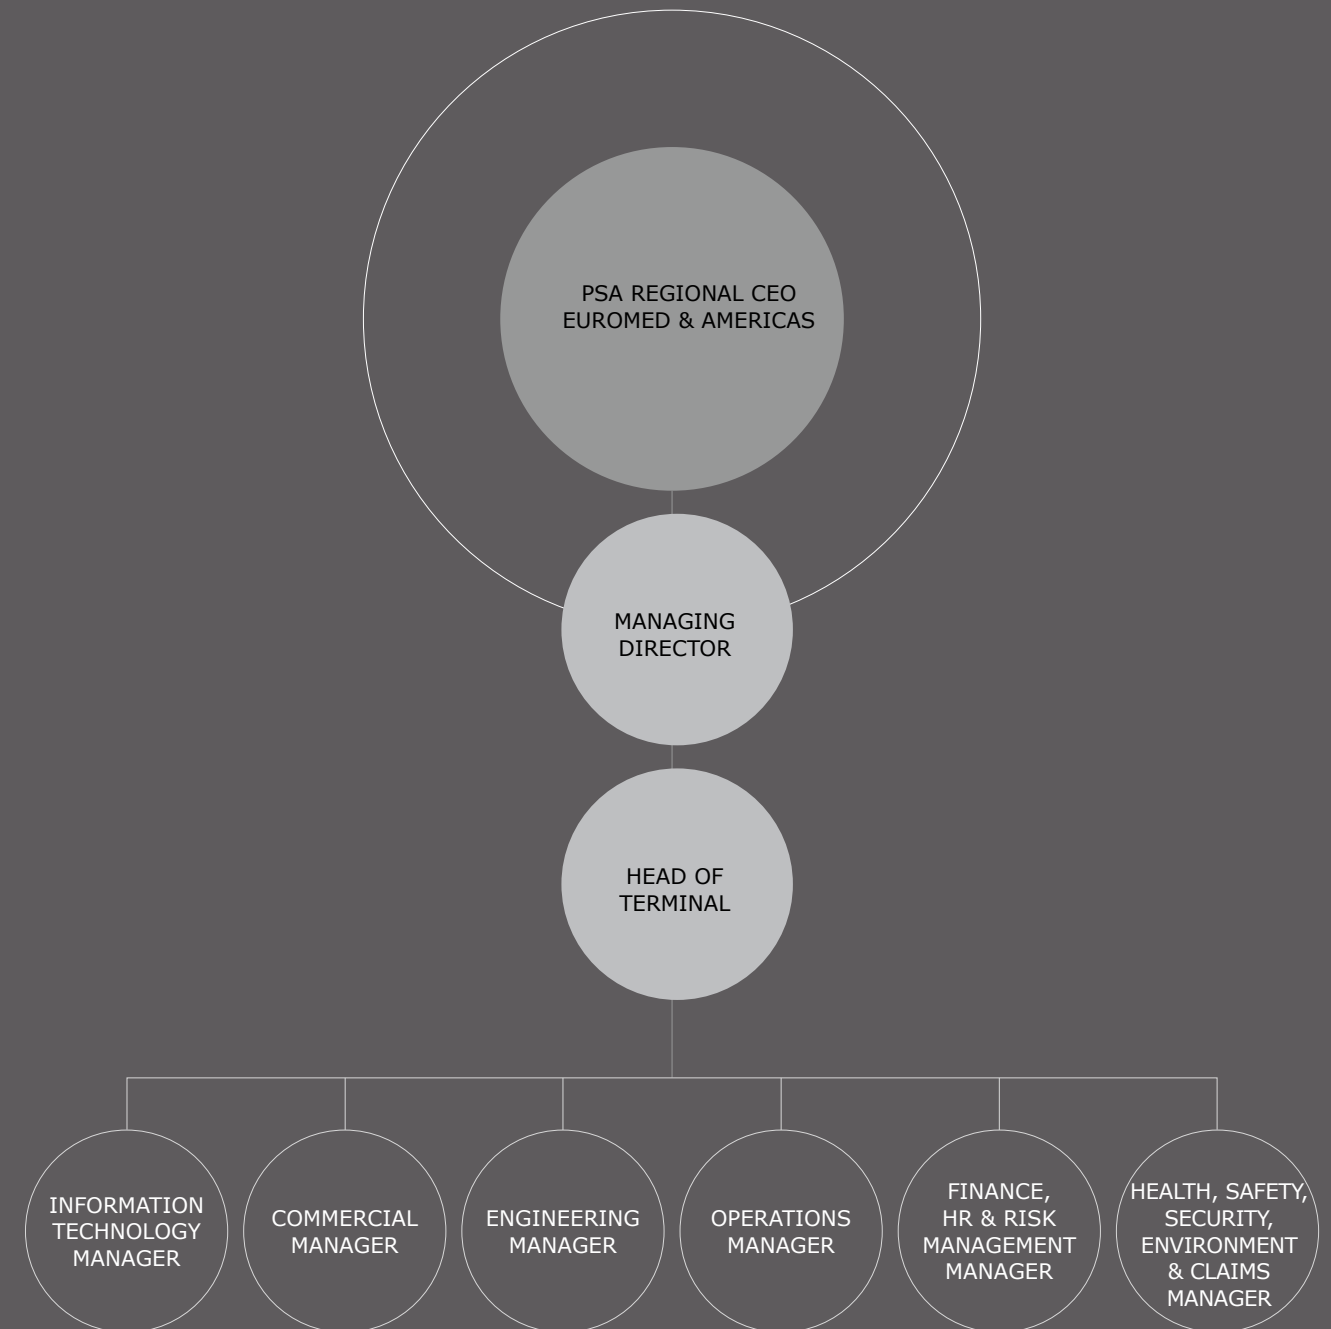 PSA REGIONAL CEO
EUROMED & AMERICAS
MANAGING
DIRECTOR
HEAD OF
TERMINAL
INFORMATION
TECHNOLOGY
MANAGER
COMMERCIAL
MANAGER
ENGINEERING
MANAGER
OPERATIONS
MANAGER
FINANCE,
HR & RISK
MANAGEMENT
MANAGER
HEALTH, SAFETY,
SECURITY,
ENVIRONMENT
& CLAIMS
MANAGER